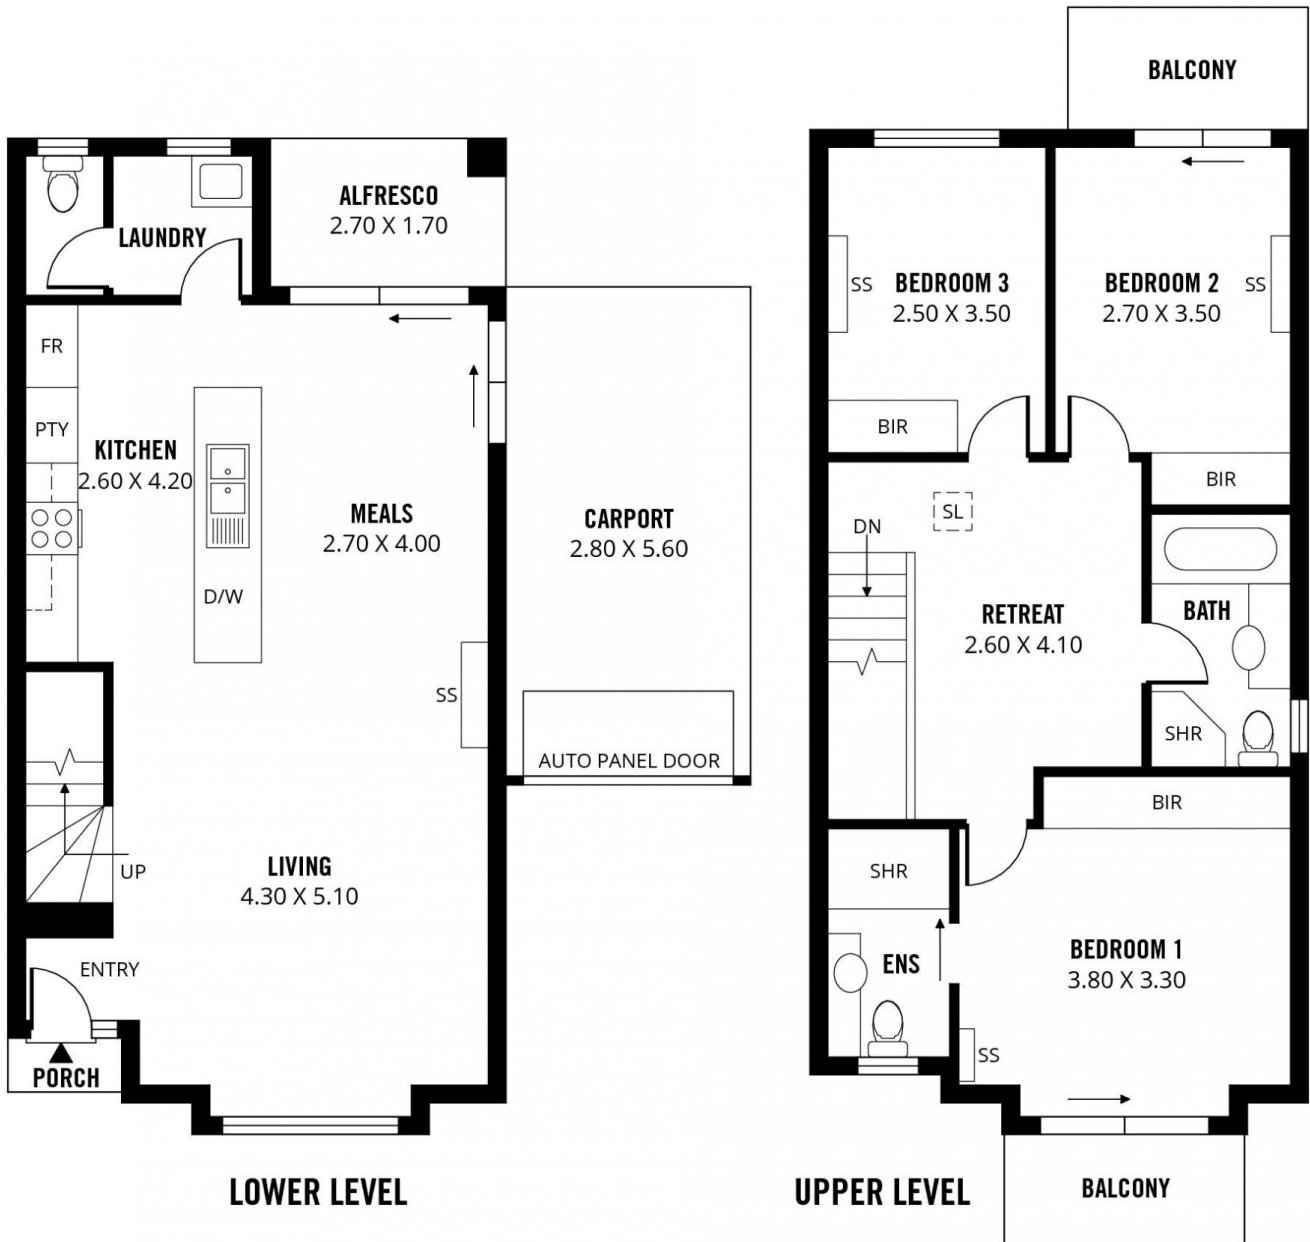 ALFRESCO
2.70 X 1.70
LAUNDRY
FR
PTY
KITCHEN
2.60 X 4.20
MEALS
2.70 X 4.00
D/W
CARPORT
2.80 X 5.60
SS
AUTO PANEL DOOR
UP
LIVING
4.30 X 5.10
ENTRY
PORCH
LOWER LEVEL
BALCONY
SS
BEDROOM 3
2.50 X 3.50
BEDROOM 2
2.70 X 3.50
SS
BIR
BIR
DN
SL
RETREAT
2.60 X 4.10
BATH
SHR
BIR
SHR
ENS
BEDROOM 1
3.80 X 3.30
SS
BALCONY
UPPER LEVEL